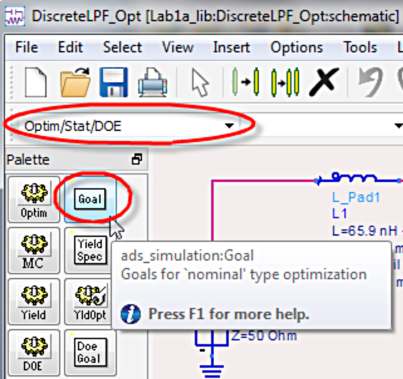 DiscreteLPF_Opt [Lab1a_lib:DiscreteLPF_Opt:schematic]
File Edit Select View Insert Options Tools L
Optim/Stat/DOE
Palette
Optim
Goal
MC
Yield
Spec
Yield
YldOpt
DOE
Doe
Goal
L_Pad1
L1
L=65.9 nH
ads_simulation:Goal
Goals for `nominal' type optimization
Press F1 for more help.
Z=50 Ohm